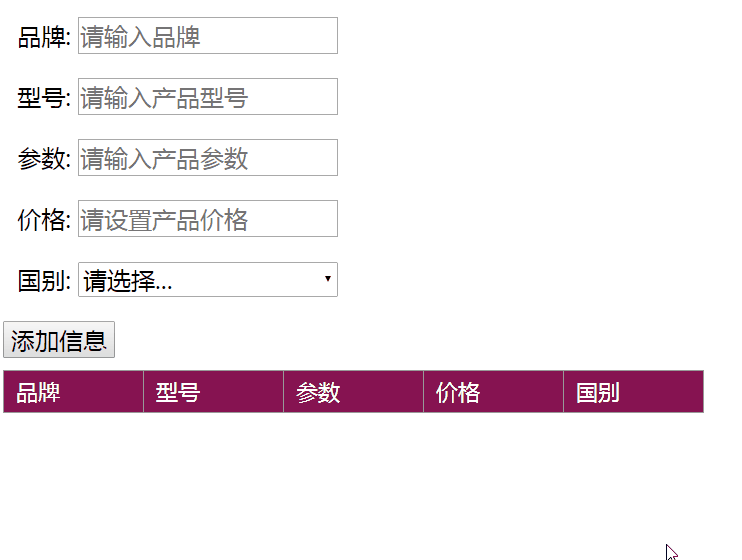 品牌: 请输入品牌
型号: 请输入产品型号
参数: 请输入产品参数
价格: 请设置产品价格
国别: 请选择...
添加信息
品牌 型号 参数 价格 国别